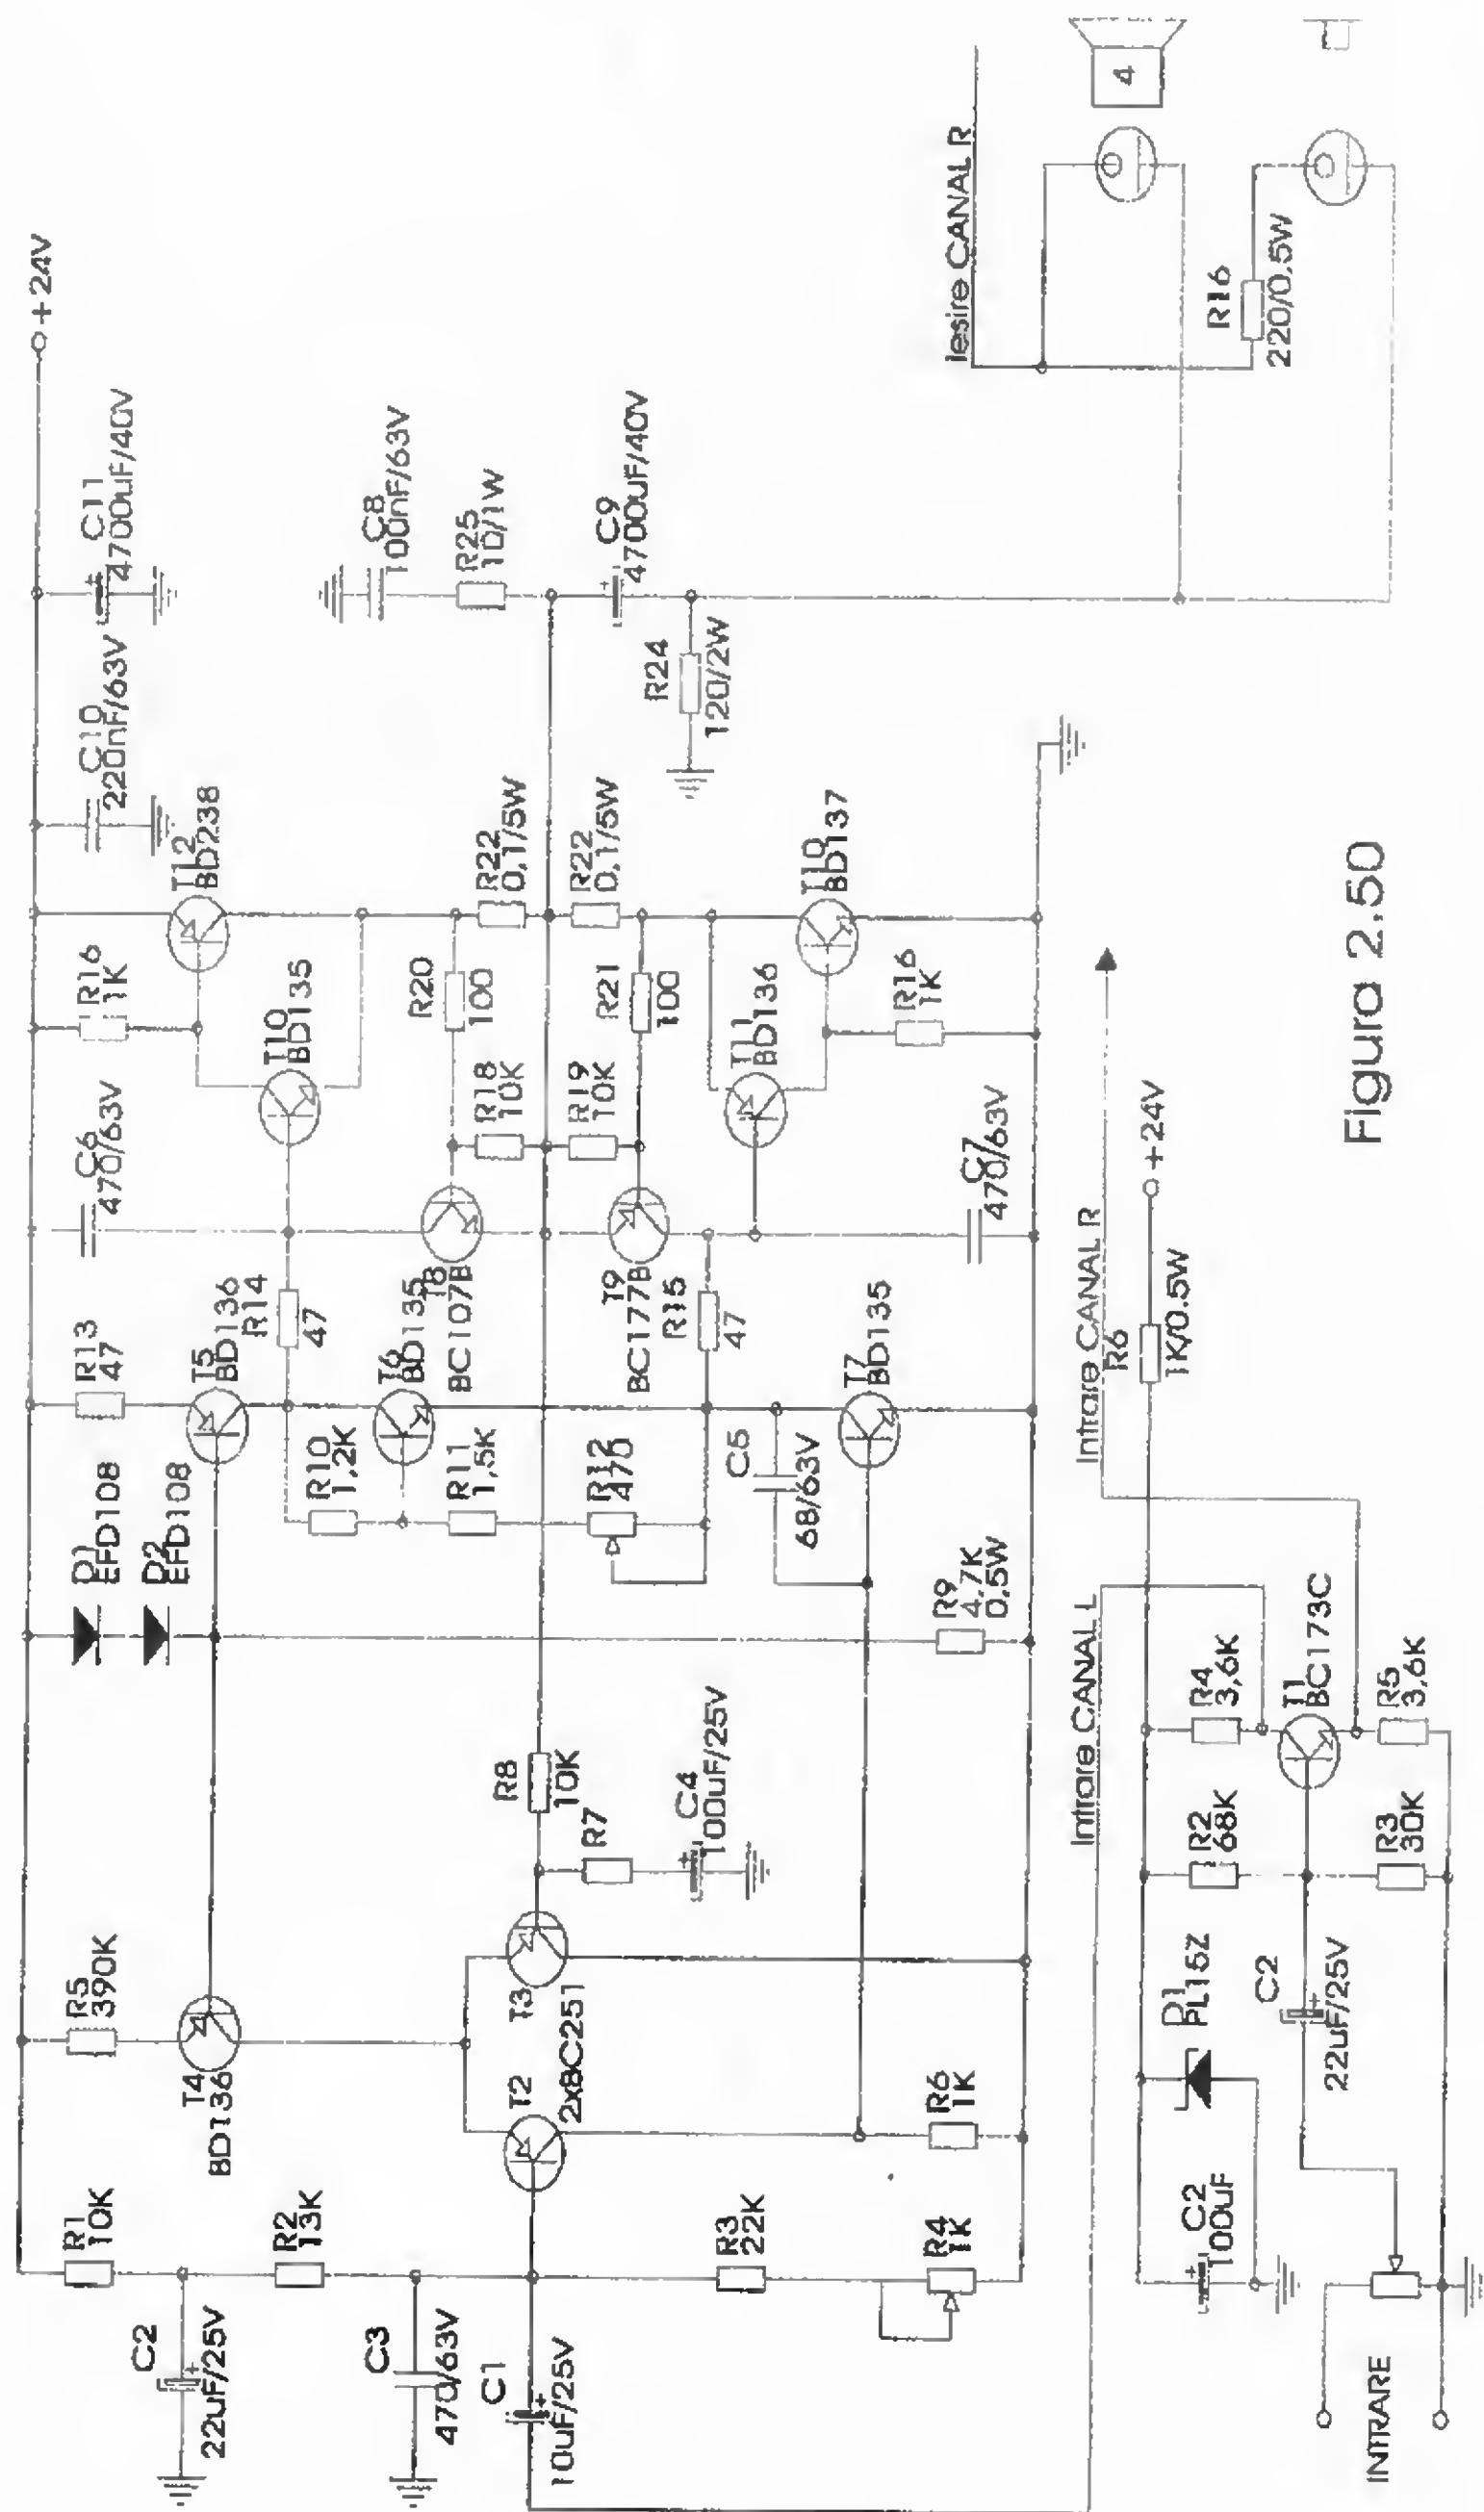 +24V
R1
10K
C2
22uF/25V
R2
13K
C3
470/63V
C1
10uF/25V
R3
22K
R4
1K
R5
390K
T4
BD136
T2
T3
2xBC251
R6
1K
R8
10K
R7
C4
100uF/25V
D1
EFD108
D2
EFD108
R9
4,7K
0,5W
R13
47
T5
BD136
R14
47
R10
1,2K
T6
BD135
R11
1,5K
R12
470
C5
68/63V
T7
BD135
C6
470/63V
T8
BC107B
T9
BC177B
R15
47
C7
470/63V
R16
1K
T10
BD135
R18
10K
R19
10K
R20
100
R21
100
T11
BD136
R16
1K
T12
BD238
R22
0,1/5W
R22
0,1/5W
T10
BD137
C10
220nF/63V
C11
4700uF/40V
C8
100nF/63V
R25
10/1W
C9
4700uF/40V
R24
120/2W
Iesire CANAL R
4
R16
220/0,5W
Intrare CANAL L
Intrare CANAL R
R6
1K/0.5W
+24V
INTRARE
C2
100uF
D1
PL15Z
C2
22uF/25V
R2
68K
R3
30K
R4
3,6K
T1
BC173C
R5
3,6K
Figura 2.50